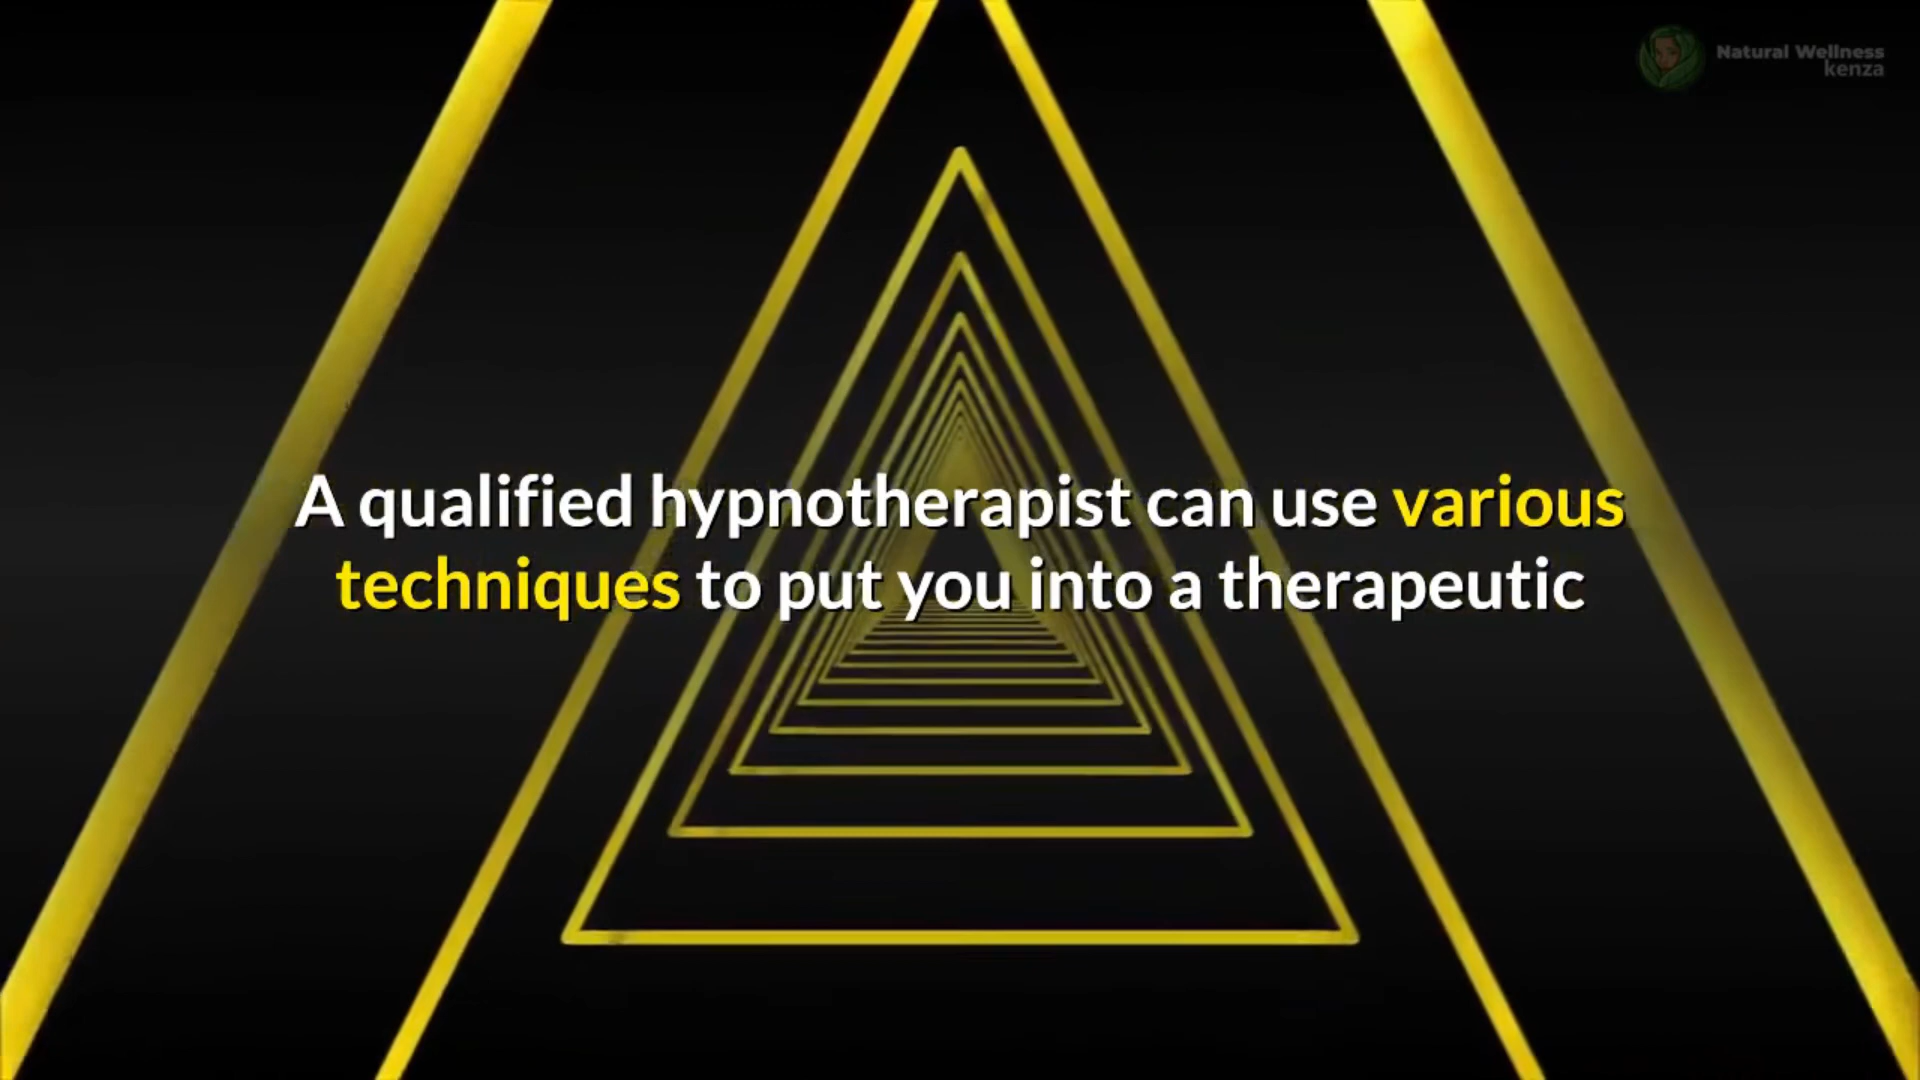 Natural Wellness
kenza
A qualified hypnotherapist can use various
techniques to put you into a therapeutic